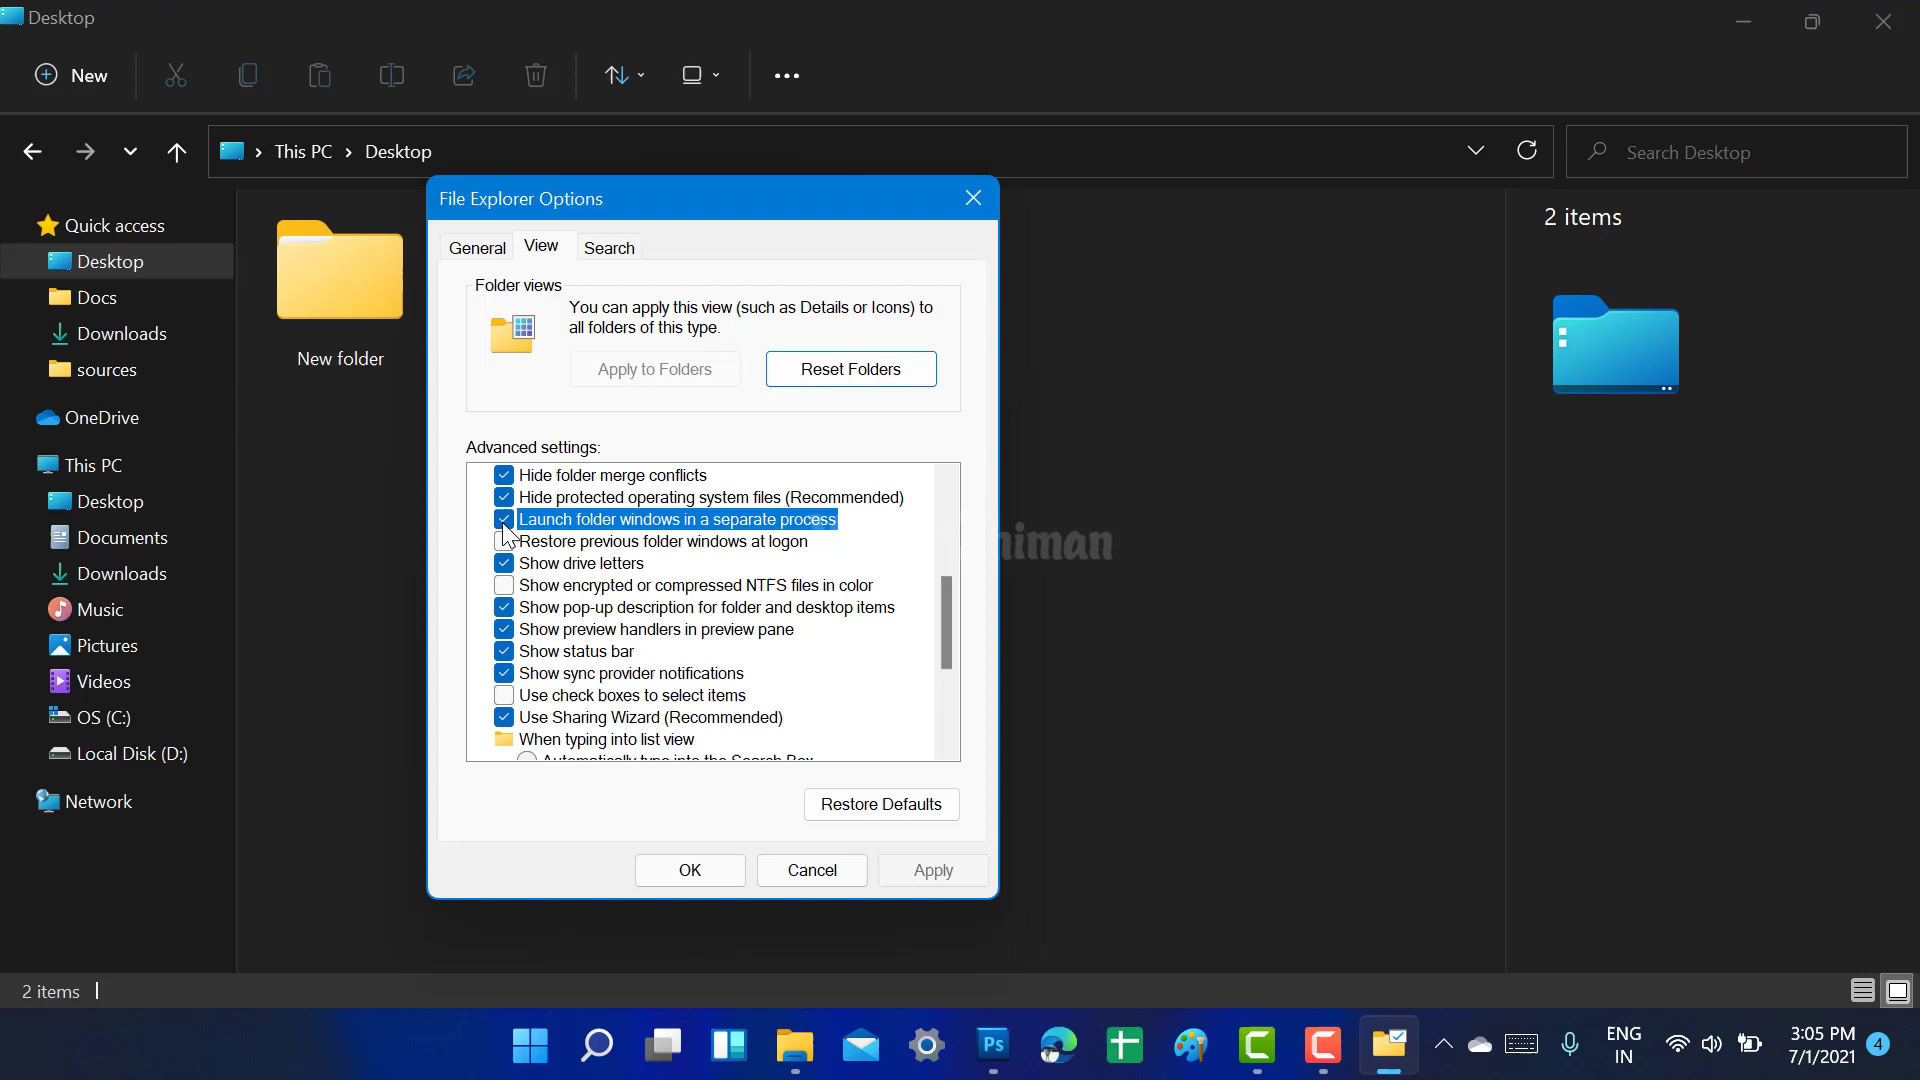 Desktop
New
This PC
Desktop
Search Desktop
Quick access
Desktop
Docs
Downloads
sources
OneDrive
This PC
Desktop
Documents
Downloads
Music
Pictures
Videos
OS (C:)
Local Disk (D:)
Network
New folder
File Explorer Options
General
View
Search
Folder views
You can apply this view (such as Details or Icons) to
all folders of this type.
Apply to Folders
Reset Folders
Advanced settings:
Hide folder merge conflicts
Hide protected operating system files (Recommended)
Launch folder windows in a separate process
Restore previous folder windows at logon
Show drive letters
Show encrypted or compressed NTFS files in color
Show pop-up description for folder and desktop items
Show preview handlers in preview pane
Show status bar
Show sync provider notifications
Use check boxes to select items
Use Sharing Wizard (Recommended)
When typing into list view
Automatically type into the Search Box
Restore Defaults
OK
Cancel
Apply
2 items
2 items
Ps
ENG
IN
3:05 PM
7/1/2021
4